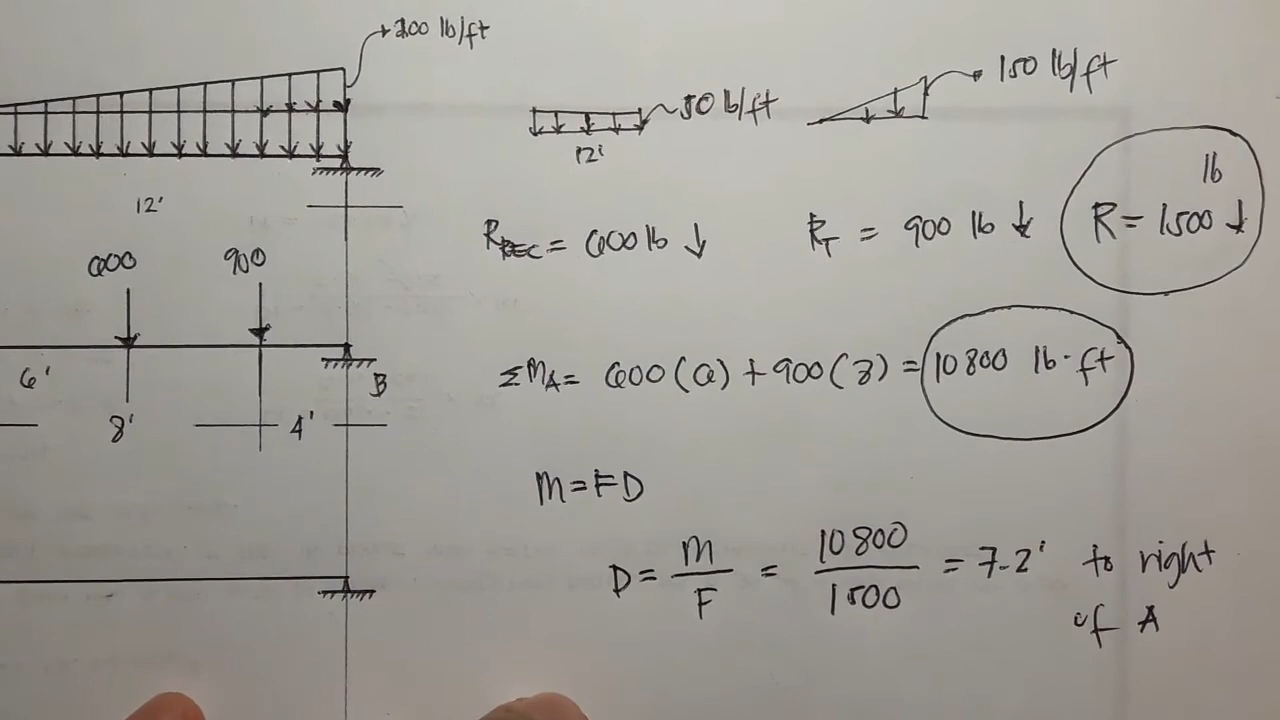 200 lb/ft
50 lb/ft
150 lb/ft
12'
12'
R_REC = 600 lb ↓
R_T = 900 lb ↓
R = 1500 lb ↓
600
900
6'
8'
4'
B
ΣM_A = 600(6) + 900(8) = 10800 lb·ft
M = FD
D = M/F = 10800/1500 = 7.2' to right
of A